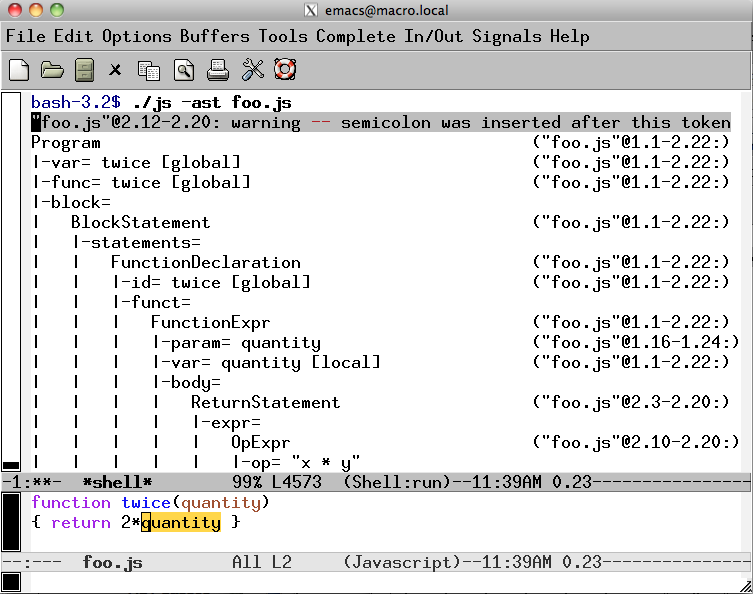 emacs@macro.local
File Edit Options Buffers Tools Complete In/Out Signals Help
bash-3.2$ ./js -ast foo.js
"foo.js"@2.12-2.20: warning -- semicolon was inserted after this token
Program ("foo.js"@1.1-2.22:)
|-var= twice [global] ("foo.js"@1.1-2.22:)
|-func= twice [global] ("foo.js"@1.1-2.22:)
|-block=
|   BlockStatement ("foo.js"@1.1-2.22:)
|   |-statements=
|   |   FunctionDeclaration ("foo.js"@1.1-2.22:)
|   |   |-id= twice [global] ("foo.js"@1.1-2.22:)
|   |   |-funct=
|   |   |   FunctionExpr ("foo.js"@1.1-2.22:)
|   |   |   |-param= quantity ("foo.js"@1.16-1.24:)
|   |   |   |-var= quantity [local] ("foo.js"@1.1-2.22:)
|   |   |   |-body=
|   |   |   |   ReturnStatement ("foo.js"@2.3-2.20:)
|   |   |   |   |-expr=
|   |   |   |   |   OpExpr ("foo.js"@2.10-2.20:)
|   |   |   |   |   |-op= "x * y"
-1:**-  *shell*        99% L4573  (Shell:run)--11:39AM 0.23----------------
function twice(quantity)
{ return 2*quantity }
--:---  foo.js         All L2     (Javascript)--11:39AM 0.23---------------